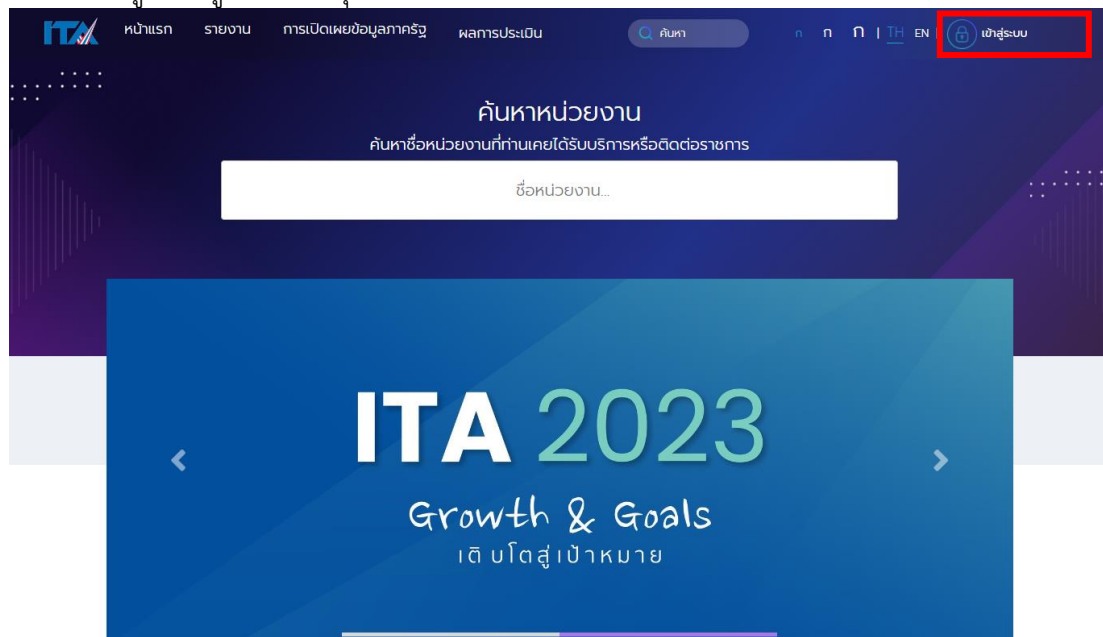 ITA หน้าแรก รายงาน การเปิดเผยข้อมูลภาครัฐ ผลการประเมิน ค้นหา ก ก ก | TH EN | เข้าสู่ระบบ
ค้นหาหน่วยงาน
ค้นหาชื่อหน่วยงานที่ท่านเคยได้รับบริการหรือติดต่อราชการ
ชื่อหน่วยงาน...
ITA 2023
Growth & Goals
เติบโตสู่เป้าหมาย